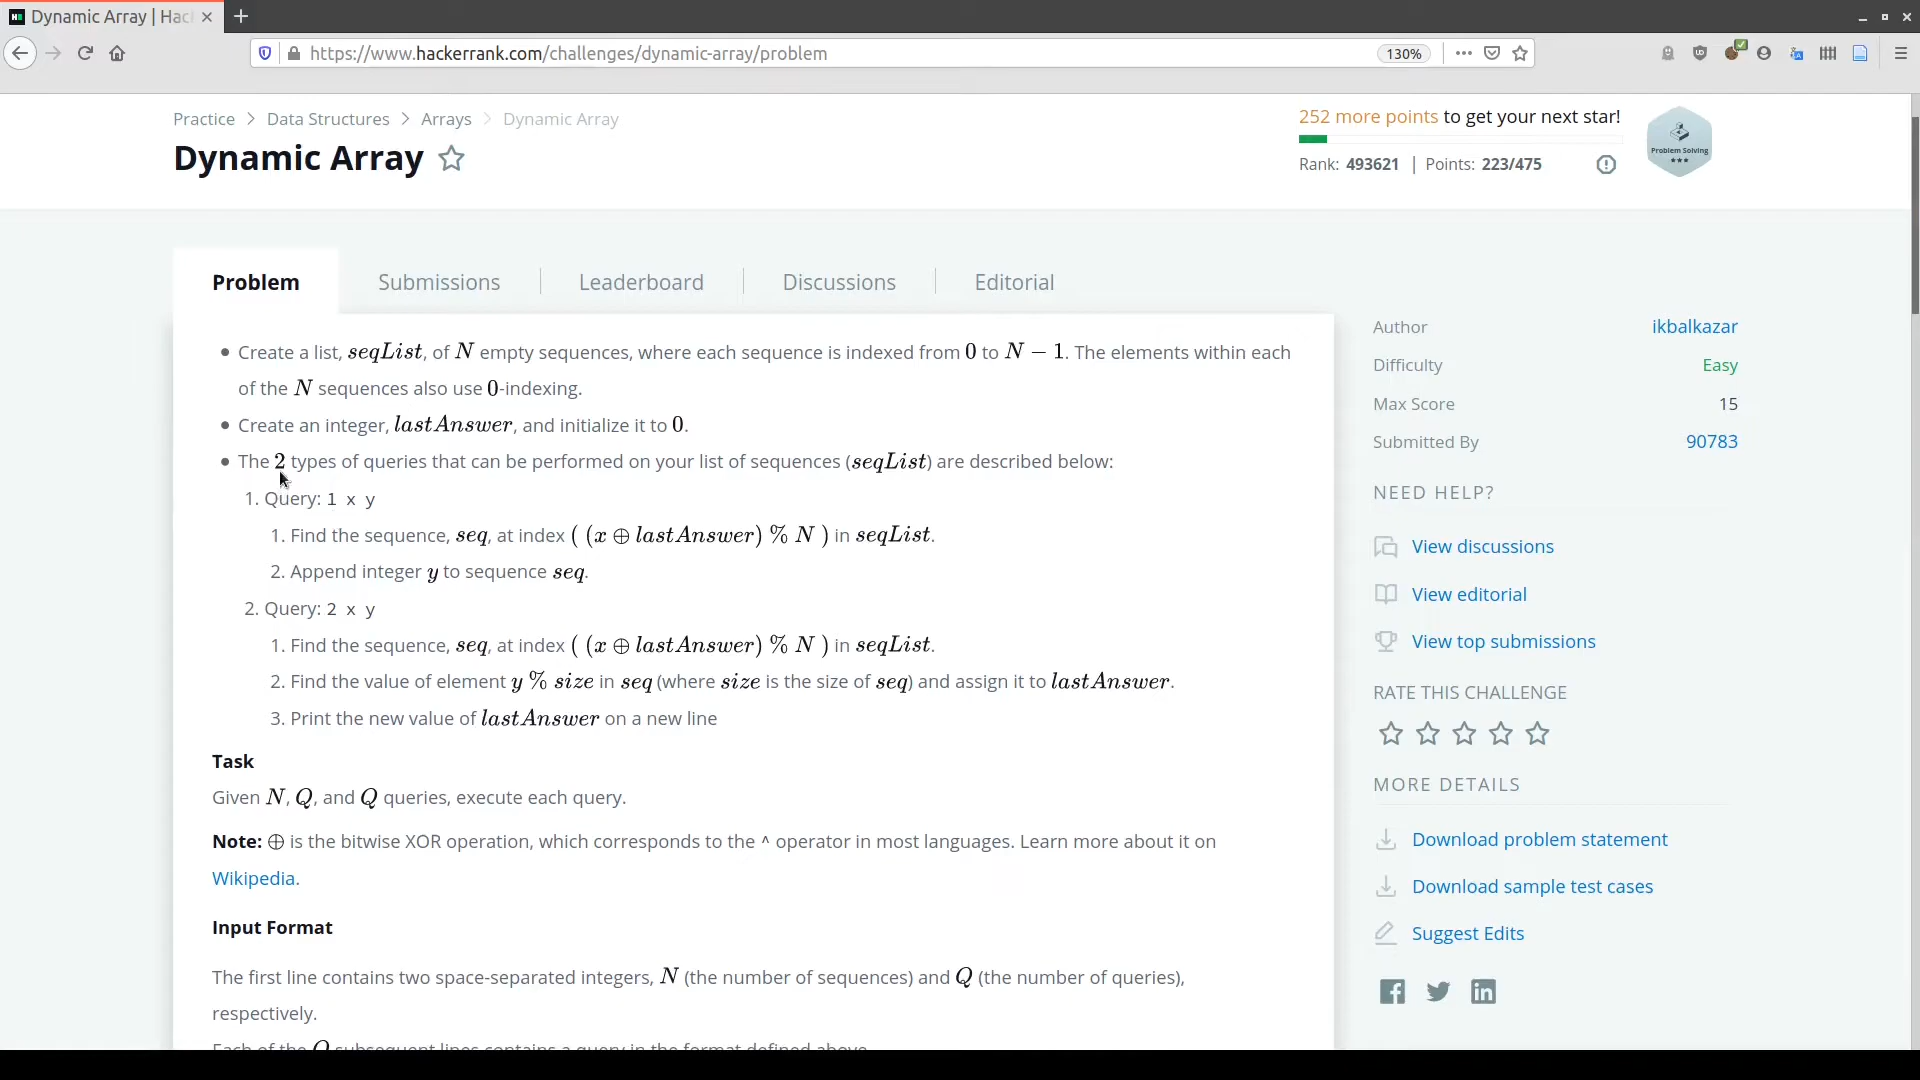 Dynamic Array | Hac
https://www.hackerrank.com/challenges/dynamic-array/problem
130%
Practice > Data Structures > Arrays > Dynamic Array
Dynamic Array
252 more points to get your next star!
Rank: 493621 | Points: 223/475
Problem Solving
Problem
Submissions
Leaderboard
Discussions
Editorial
• Create a list, seqList, of N empty sequences, where each sequence is indexed from 0 to N − 1. The elements within each
of the N sequences also use 0-indexing.
• Create an integer, lastAnswer, and initialize it to 0.
• The 2 types of queries that can be performed on your list of sequences (seqList) are described below:
1. Query: 1 x y
1. Find the sequence, seq, at index ( (x ⊕ lastAnswer) % N ) in seqList.
2. Append integer y to sequence seq.
2. Query: 2 x y
1. Find the sequence, seq, at index ( (x ⊕ lastAnswer) % N ) in seqList.
2. Find the value of element y % size in seq (where size is the size of seq) and assign it to lastAnswer.
3. Print the new value of lastAnswer on a new line
Task
Given N, Q, and Q queries, execute each query.
Note: ⊕ is the bitwise XOR operation, which corresponds to the ^ operator in most languages. Learn more about it on
Wikipedia.
Input Format
The first line contains two space-separated integers, N (the number of sequences) and Q (the number of queries),
respectively.
Each of the Q subsequent lines contains a query in the format defined above.
Author ikbalkazar
Difficulty Easy
Max Score 15
Submitted By 90783
NEED HELP?
View discussions
View editorial
View top submissions
RATE THIS CHALLENGE
MORE DETAILS
Download problem statement
Download sample test cases
Suggest Edits